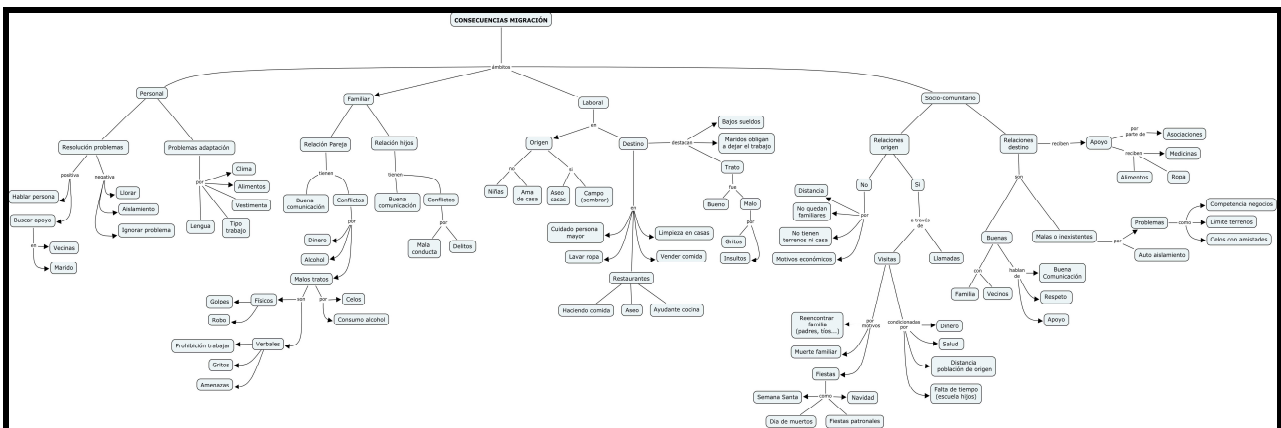 CONSECUENCIAS MIGRACIÓN
ámbitos
Personal
Resolución problemas
positiva
Hablar persona
Buscar apoyo
en
Vecinas
Marido
negativa
Llorar
Aislamiento
Ignorar problema
Problemas adaptación
por
Clima
Alimentos
Vestimenta
Tipo
trabajo
Lengua
Familiar
Relación Pareja
tienen
Buena
comunicación
Conflictos
por
Dinero
Alcohol
Malos tratos
son
Físicos
Golpes
Robo
Verbales
Prohibición trabajar
Gritos
Amenazas
por
Celos
Consumo alcohol
Relación hijos
tienen
Buena
comunicación
Conflictos
por
Mala
conducta
Delitos
Laboral
en
Origen
no
Niñas
Ama
de casa
si
Aseo
casas
Campo
(sembrar)
Destino
destacan
Bajos sueldos
Maridos obligan
a dejar el trabajo
Trato
fue
Bueno
Malo
por
Gritos
Insultos
en
Cuidado persona
mayor
Lavar ropa
Limpieza en casas
Vender comida
Restaurantes
Haciendo comida
Aseo
Ayudante cocina
Socio-comunitario
Relaciones
origen
No
por
Distancia
No quedan
familiares
No tienen
terrenos ni casa
Motivos económicos
Si
a través
de
Visitas
Llamadas
por
motivos
Reencontrar
familia
(padres, tíos...)
Muerte familiar
Fiestas
como
Semana Santa
Navidad
Dia de muertos
Fiestas patronales
condicionadas
por
Dinero
Salud
Distancia
población de origen
Falta de tiempo
(escuela hijos)
Relaciones
destino
reciben
Apoyo
por
parte de
Asociaciones
reciben
Medicinas
Alimentos
Ropa
son
Buenas
con
Familia
Vecinos
hablan
de
Buena
Comunicación
Respeto
Apoyo
Malas o inexistentes
por
Problemas
como
Competencia negocios
Limite terrenos
Celos con amistades
Auto aislamiento